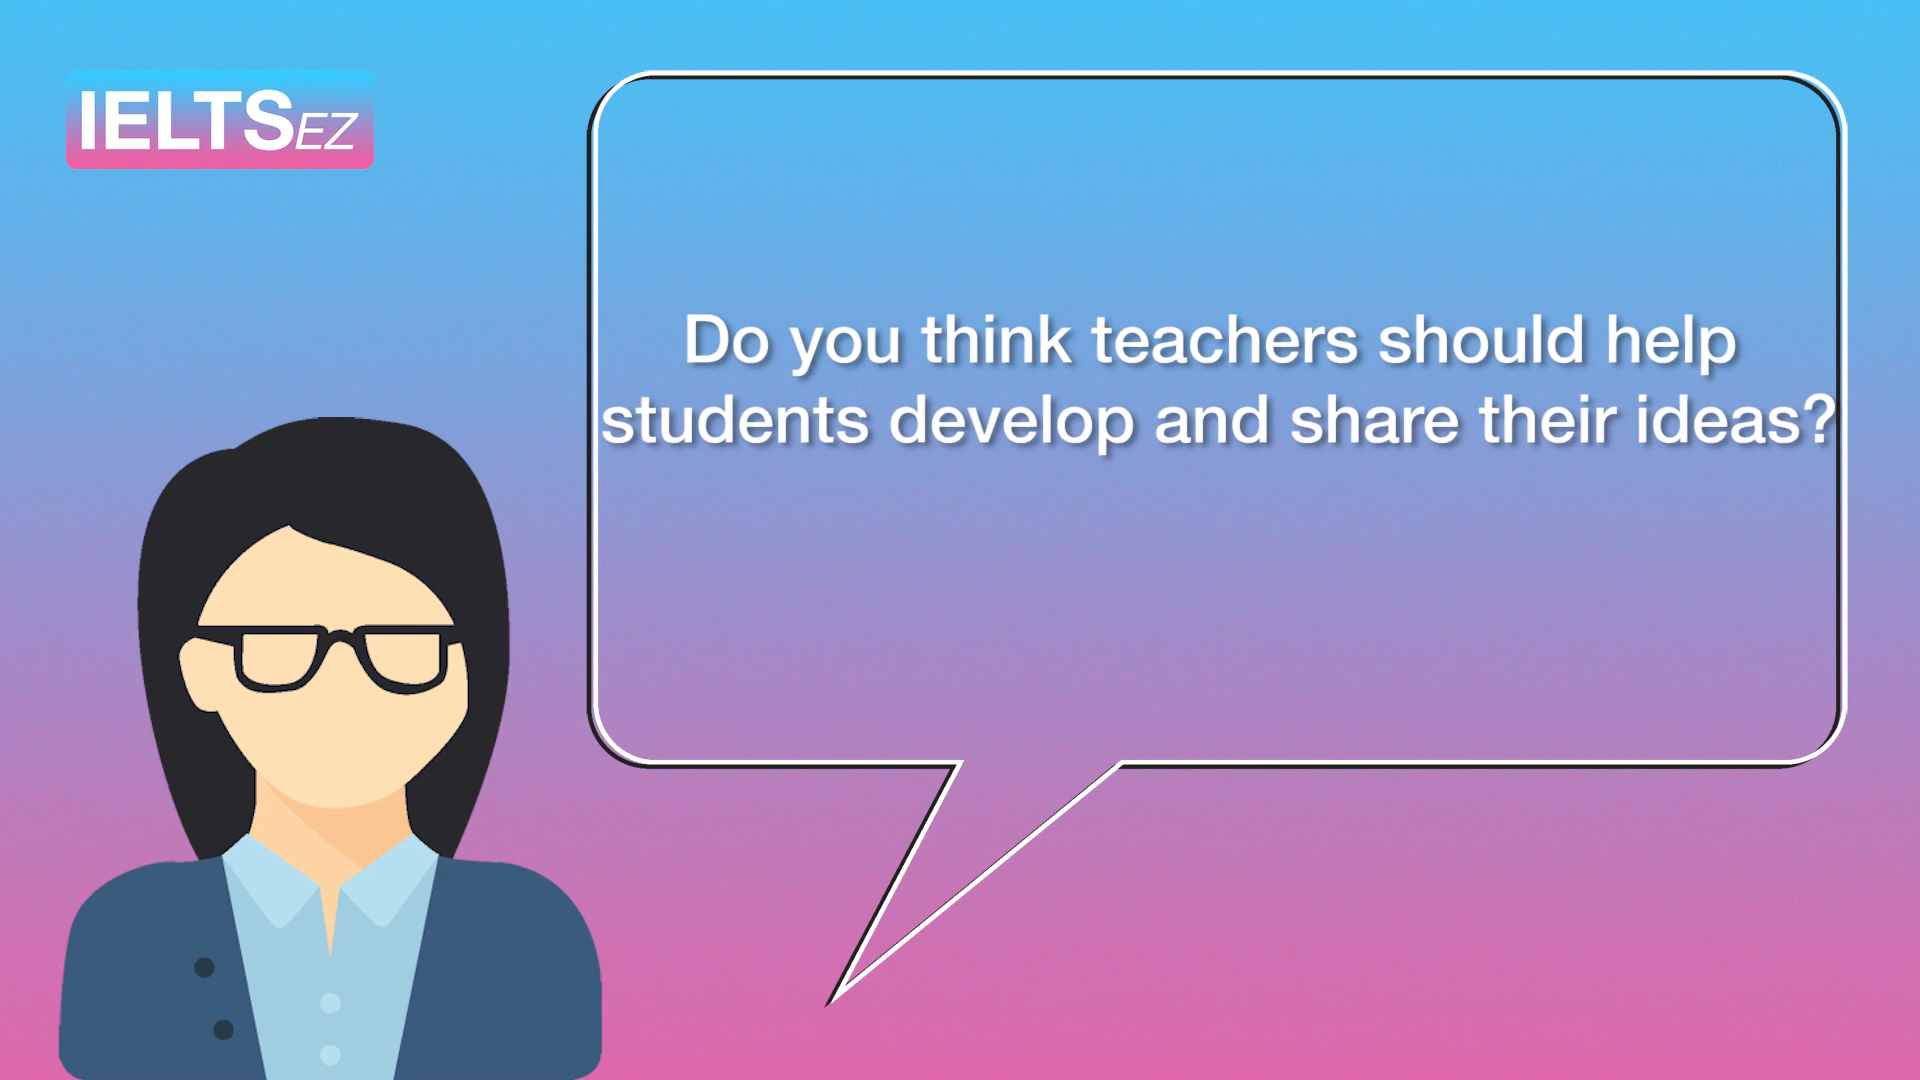 IELTSEZ
Do you think teachers should help
students develop and share their ideas?